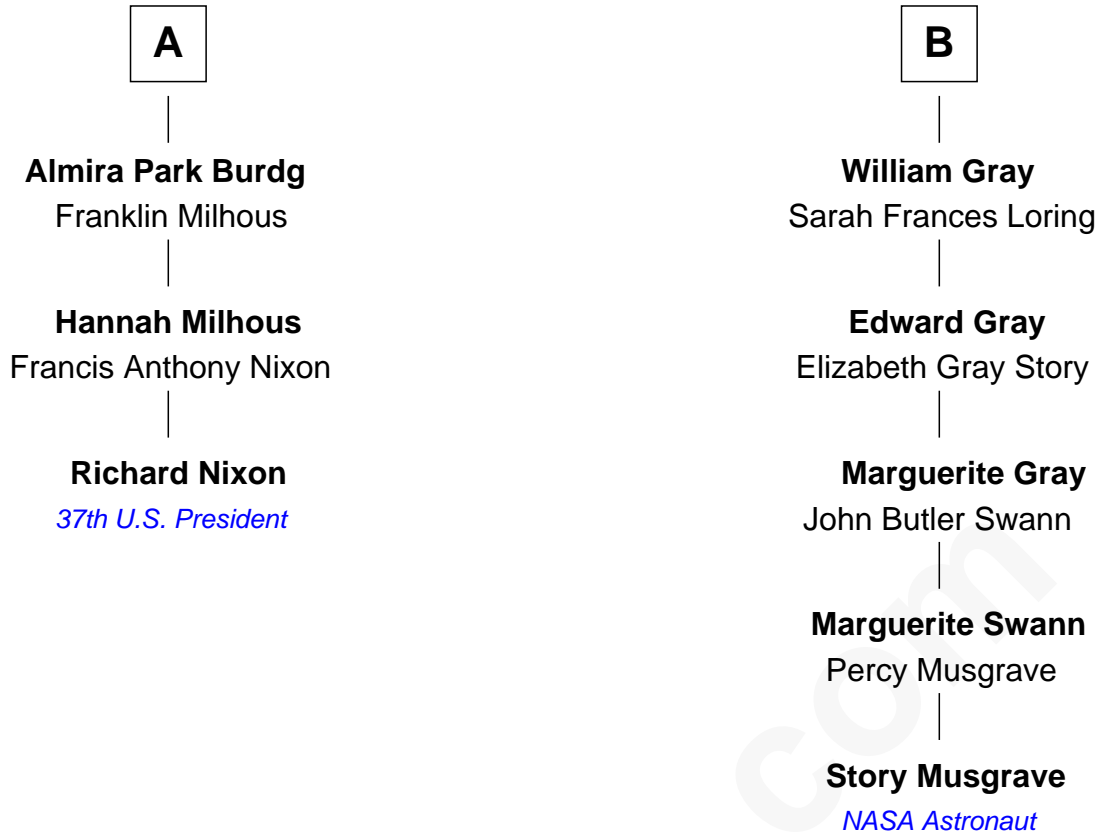 A
Almira Park Burdg
Franklin Milhous
Hannah Milhous
Francis Anthony Nixon
Richard Nixon
37th U.S. President
B
William Gray
Sarah Frances Loring
Edward Gray
Elizabeth Gray Story
Marguerite Gray
John Butler Swann
Marguerite Swann
Percy Musgrave
Story Musgrave
NASA Astronaut
com